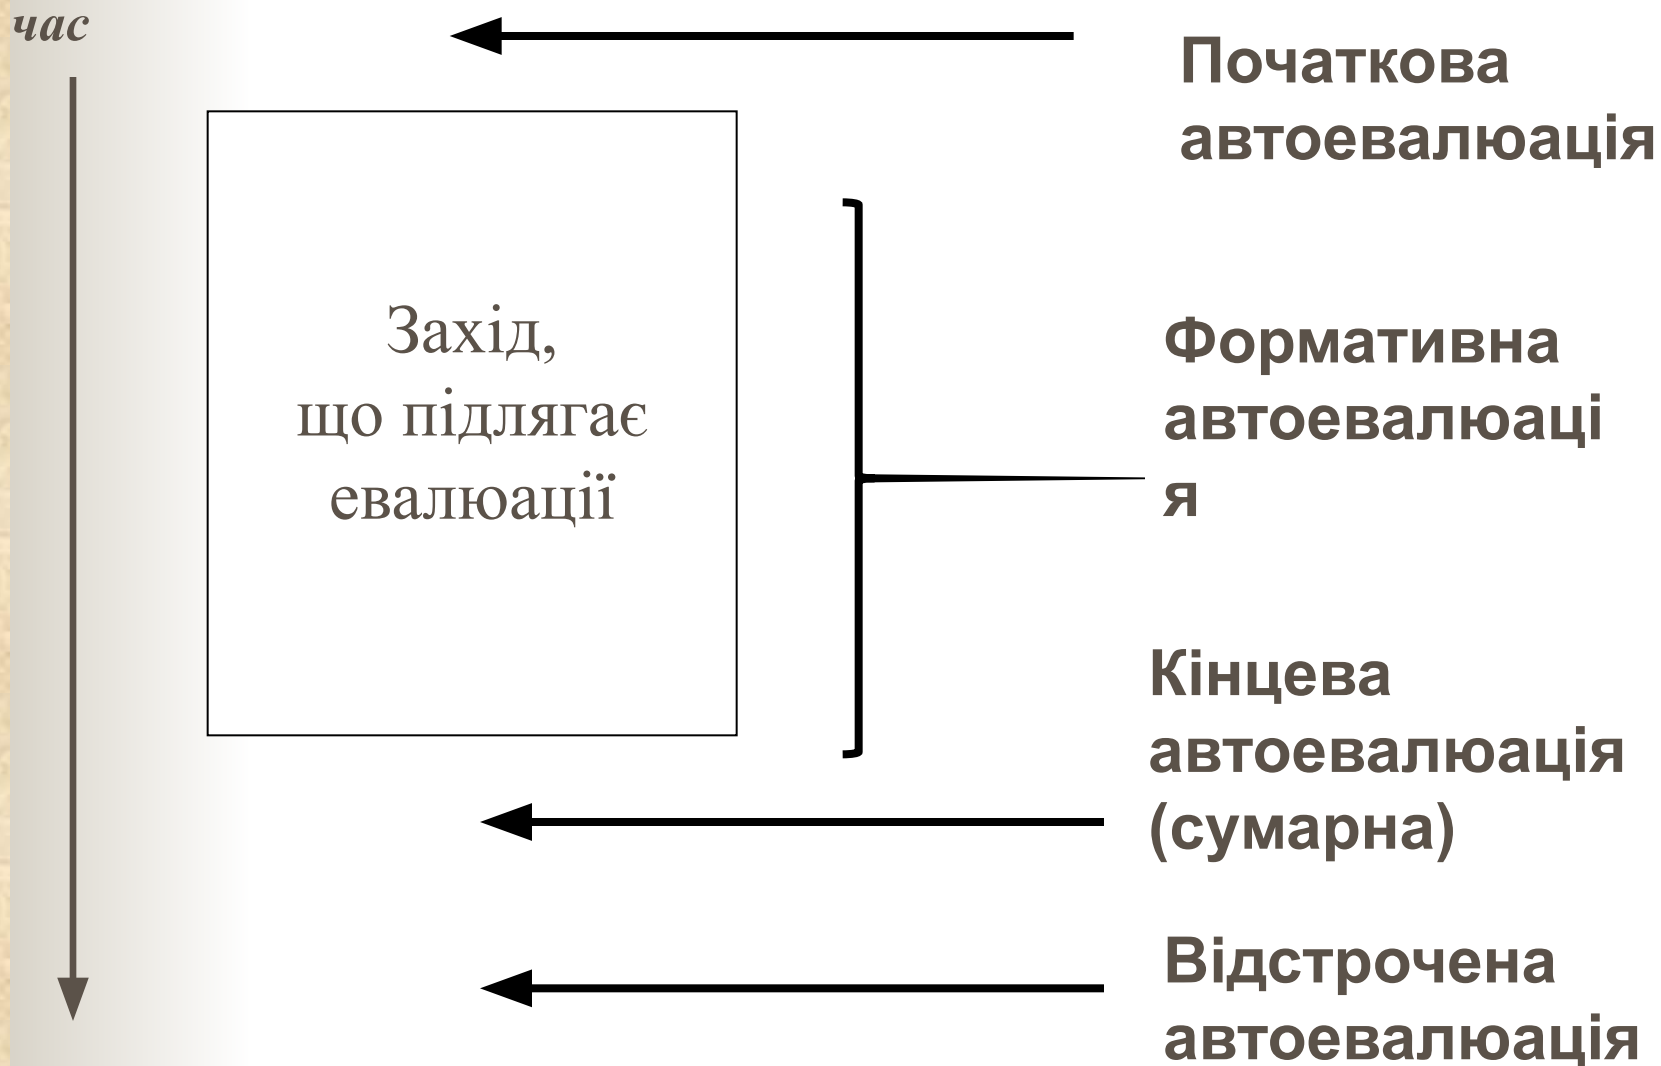 час
Початкова
автоевалюація
Захід,
що підлягає
евалюації
Формативна
автоевалюаці
я
Кінцева
автоевалюація
(сумарна)
Відстрочена
автоевалюація